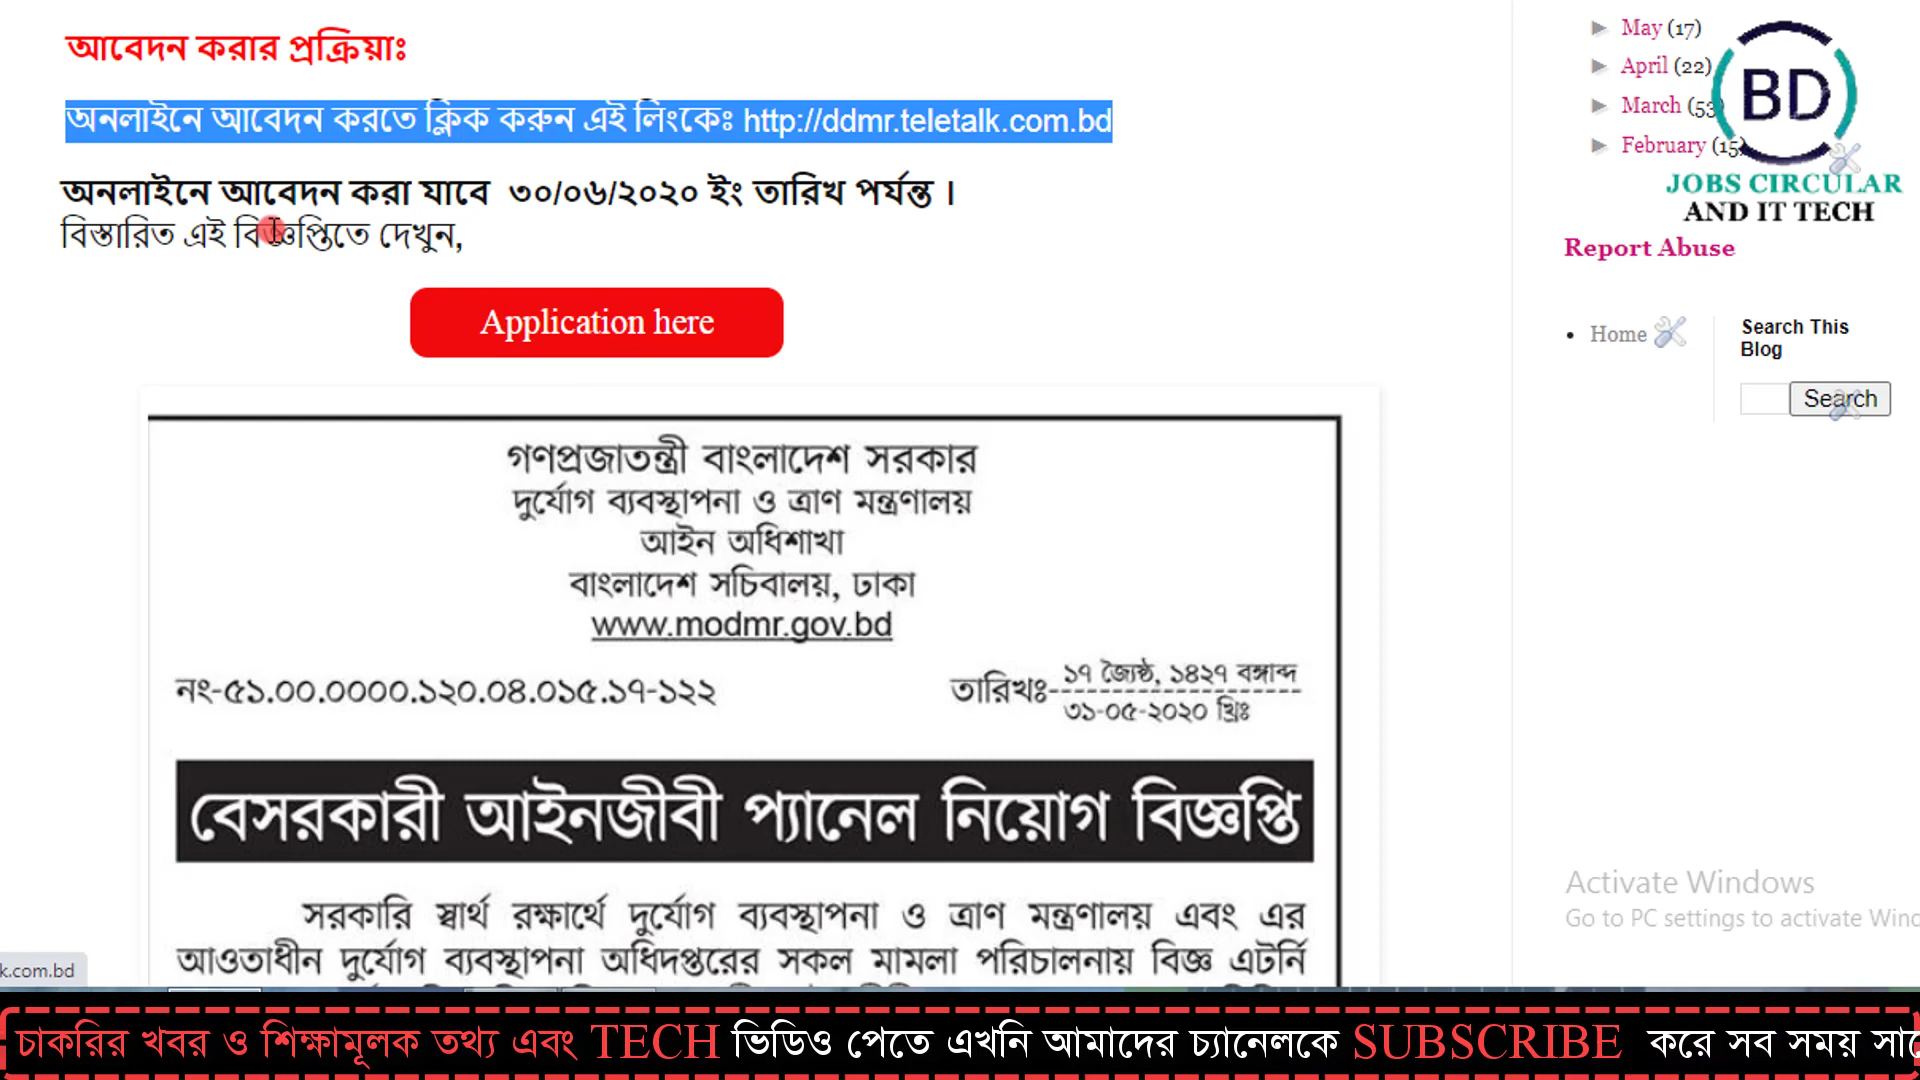 আবেদন করার প্রক্রিয়াঃ
অনলাইনে আবেদন করতে ক্লিক করুন এই লিংকেঃ http://ddmr.teletalk.com.bd
অনলাইনে আবেদন করা যাবে ৩০/০৬/২০২০ ইং তারিখ পর্যন্ত ।
বিস্তারিত এই বিজ্ঞপ্তিতে দেখুন,
Application here
গণপ্রজাতন্ত্রী বাংলাদেশ সরকার
দুর্যোগ ব্যবস্থাপনা ও ত্রাণ মন্ত্রণালয়
আইন অধিশাখা
বাংলাদেশ সচিবালয়, ঢাকা
www.modmr.gov.bd
নং-৫১.০০.০০০০.১২০.০৪.০১৫.১৭-১২২
তারিখঃ-১৭ জ্যৈষ্ঠ, ১৪২৭ বঙ্গাব্দ
৩১-০৫-২০২০ খ্রিঃ
বেসরকারী আইনজীবী প্যানেল নিয়োগ বিজ্ঞপ্তি
সরকারি স্বার্থ রক্ষার্থে দুর্যোগ ব্যবস্থাপনা ও ত্রাণ মন্ত্রণালয় এবং এর
আওতাধীন দুর্যোগ ব্যবস্থাপনা অধিদপ্তরের সকল মামলা পরিচালনায় বিজ্ঞ এটর্নি
► May (17)
► April (22)
► March (53)
► February (15)
BD
JOBS CIRCULAR
AND IT TECH
Report Abuse
• Home
Search This
Blog
Search
Activate Windows
Go to PC settings to activate Wind
k.com.bd
চাকরির খবর ও শিক্ষামূলক তথ্য এবং TECH ভিডিও পেতে এখনি আমাদের চ্যানেলকে SUBSCRIBE করে সব সময়